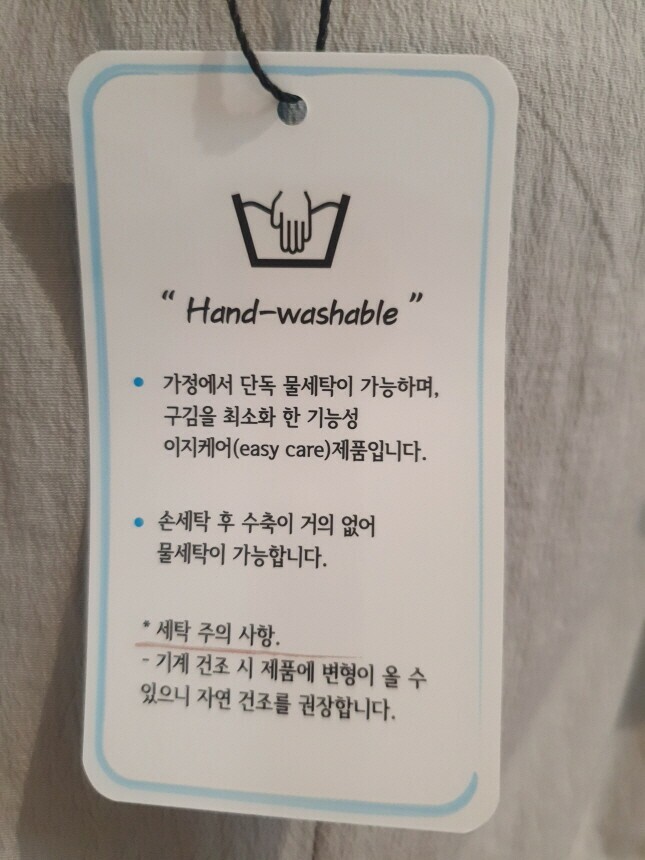 “ Hand-washable ”
• 가정에서 단독 물세탁이 가능하며,
구김을 최소화 한 기능성
이지케어(easy care)제품입니다.
• 손세탁 후 수축이 거의 없어
물세탁이 가능합니다.
* 세탁 주의 사항.
- 기계 건조 시 제품에 변형이 올 수
있으니 자연 건조를 권장합니다.